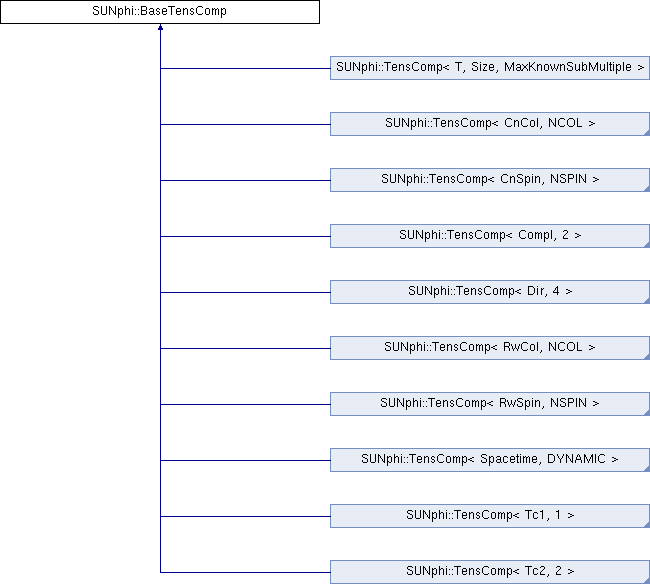 SUNphi::BaseTensComp
SUNphi::TensComp< T, Size, MaxKnownSubMultiple >
SUNphi::TensComp< CnCol, NCOL >
SUNphi::TensComp< CnSpin, NSPIN >
SUNphi::TensComp< Compl, 2 >
SUNphi::TensComp< Dir, 4 >
SUNphi::TensComp< RwCol, NCOL >
SUNphi::TensComp< RwSpin, NSPIN >
SUNphi::TensComp< Spacetime, DYNAMIC >
SUNphi::TensComp< Tc1, 1 >
SUNphi::TensComp< Tc2, 2 >